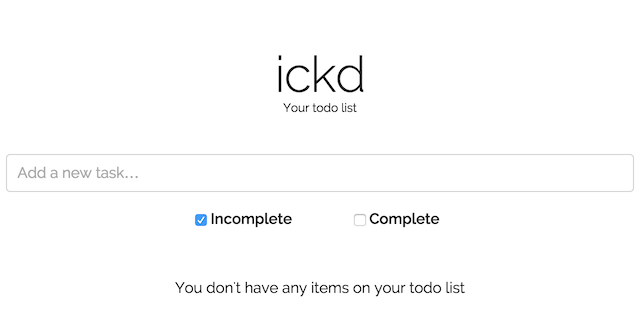 ickd
Your todo list
Add a new task...
Incomplete Complete
You don't have any items on your todo list